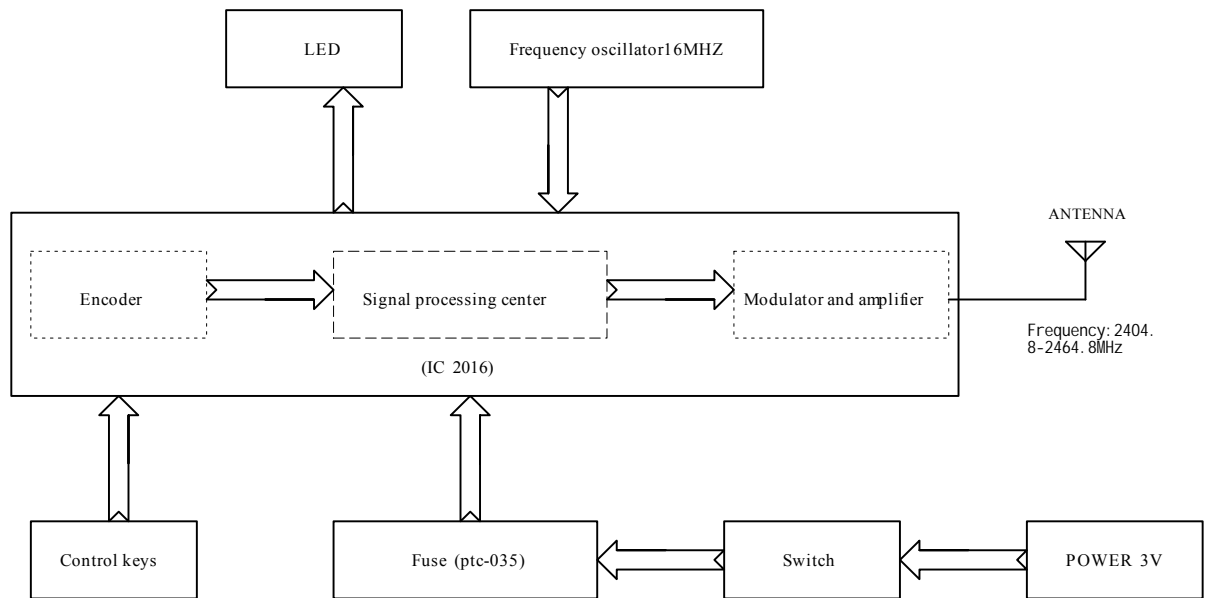 LED
Frequency oscillator16MHZ
ANTENNA
Encoder
Signal processing center
Modulator and amplifier
Frequency:2404.
8-2464.8MHz
(IC 2016)
Control keys
Fuse (ptc-035)
Switch
POWER 3V